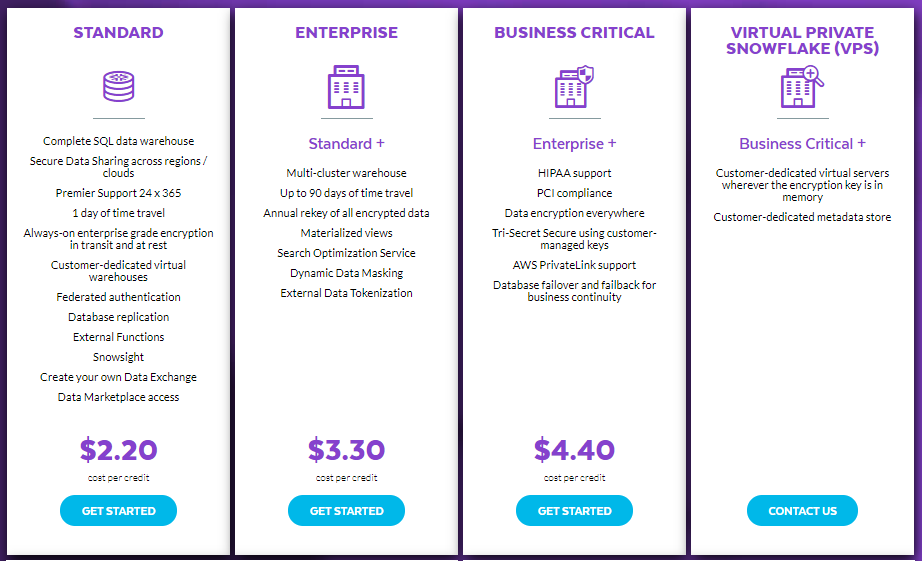 STANDARD
Complete SQL data warehouse
Secure Data Sharing across regions /
clouds
Premier Support 24 x 365
1 day of time travel
Always-on enterprise grade encryption
in transit and at rest
Customer-dedicated virtual
warehouses
Federated authentication
Database replication
External Functions
Snowsight
Create your own Data Exchange
Data Marketplace access
$2.20
cost per credit
GET STARTED
ENTERPRISE
Standard +
Multi-cluster warehouse
Up to 90 days of time travel
Annual rekey of all encrypted data
Materialized views
Search Optimization Service
Dynamic Data Masking
External Data Tokenization
$3.30
cost per credit
GET STARTED
BUSINESS CRITICAL
Enterprise +
HIPAA support
PCI compliance
Data encryption everywhere
Tri-Secret Secure using customer-
managed keys
AWS PrivateLink support
Database failover and failback for
business continuity
$4.40
cost per credit
GET STARTED
VIRTUAL PRIVATE
SNOWFLAKE (VPS)
Business Critical +
Customer-dedicated virtual servers
wherever the encryption key is in
memory
Customer-dedicated metadata store
CONTACT US